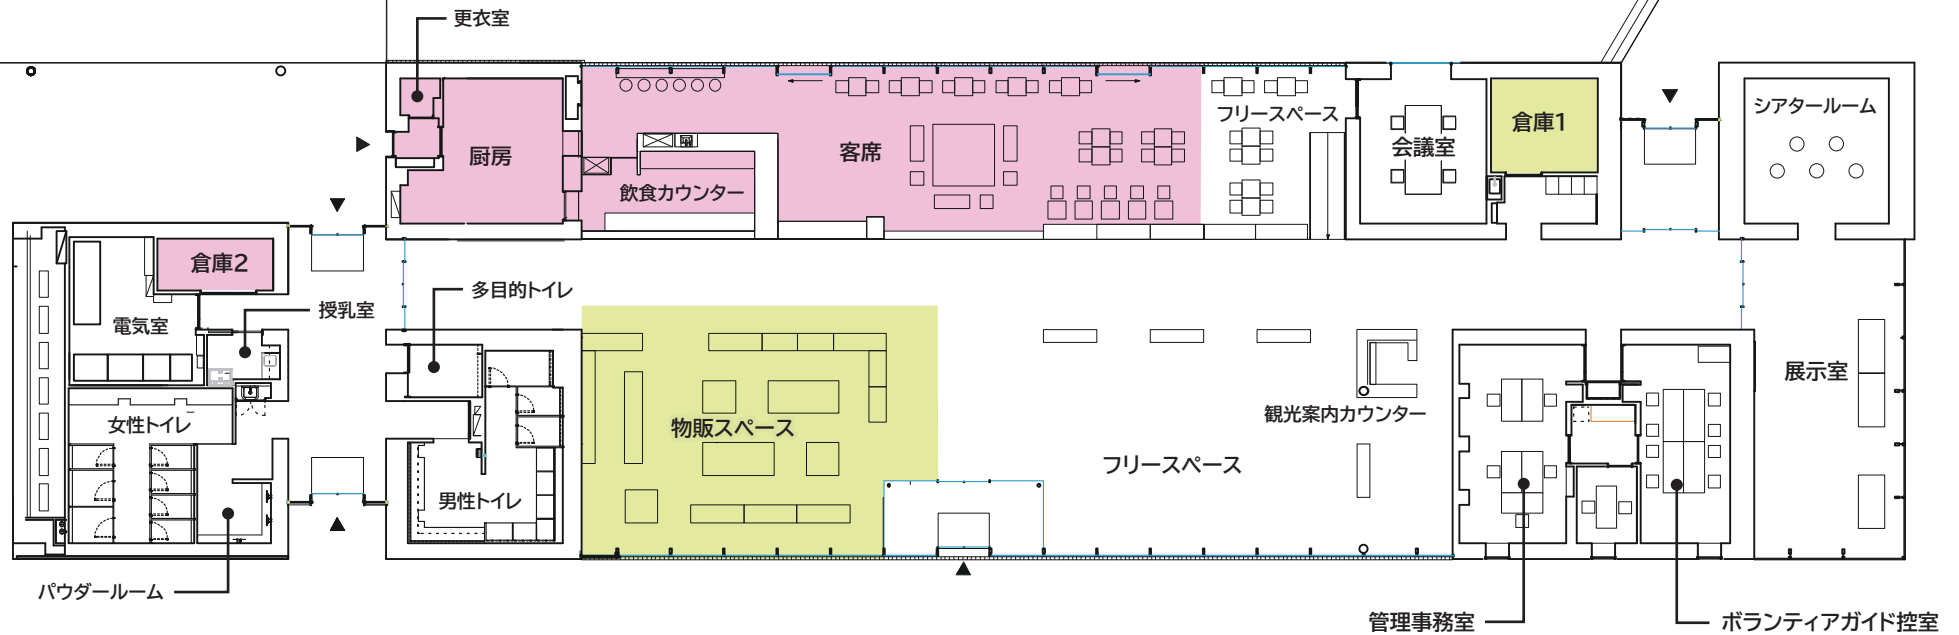 更衣室
シアタールーム
フリースペース
倉庫1
会議室
厨房
客席
飲食カウンター
倉庫2
多目的トイレ
授乳室
電気室
展示室
観光案内カウンター
女性トイレ
物販スペース
フリースペース
男性トイレ
パウダールーム
管理事務室
ボランティアガイド控室